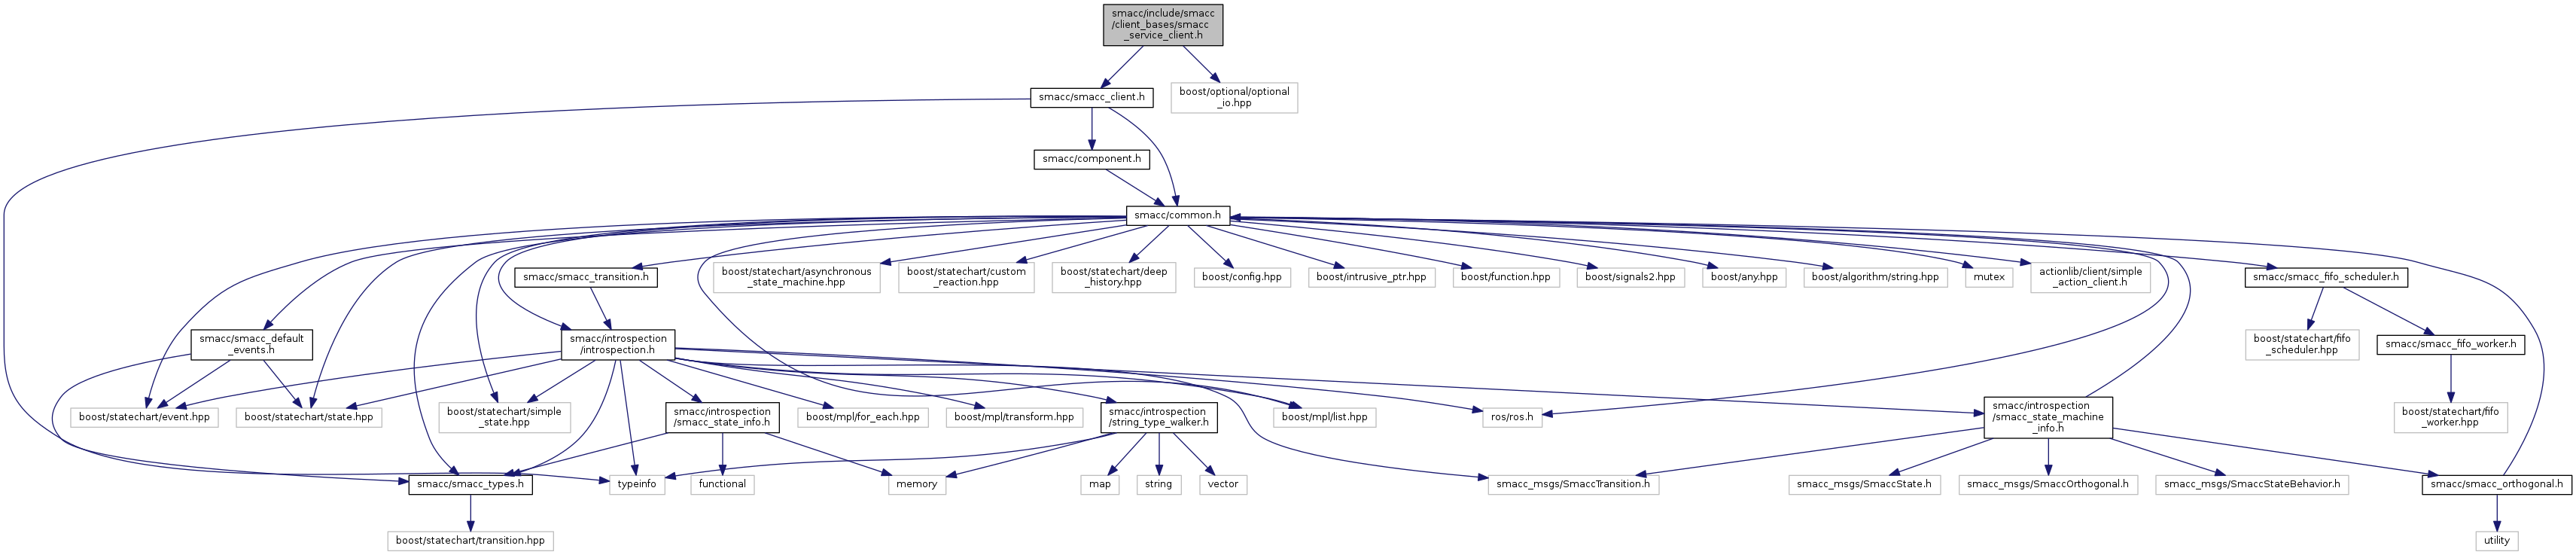 smacc/include/smacc
/client_bases/smacc
_service_client.h
smacc/smacc_client.h
boost/optional/optional
_io.hpp
smacc/component.h
smacc/common.h
smacc/smacc_transition.h
boost/statechart/asynchronous
_state_machine.hpp
boost/statechart/custom
_reaction.hpp
boost/statechart/deep
_history.hpp
boost/config.hpp
boost/intrusive_ptr.hpp
boost/function.hpp
boost/signals2.hpp
boost/any.hpp
boost/algorithm/string.hpp
mutex
actionlib/client/simple
_action_client.h
smacc/smacc_fifo_scheduler.h
smacc/smacc_default
_events.h
smacc/introspection
/introspection.h
boost/statechart/fifo
_scheduler.hpp
smacc/smacc_fifo_worker.h
boost/statechart/event.hpp
boost/statechart/state.hpp
boost/statechart/simple
_state.hpp
smacc/introspection
/smacc_state_info.h
boost/mpl/for_each.hpp
boost/mpl/transform.hpp
smacc/introspection
/string_type_walker.h
boost/mpl/list.hpp
ros/ros.h
smacc/introspection
/smacc_state_machine
_info.h
boost/statechart/fifo
_worker.hpp
smacc/smacc_types.h
typeinfo
functional
memory
map
string
vector
smacc_msgs/SmaccTransition.h
smacc_msgs/SmaccState.h
smacc_msgs/SmaccOrthogonal.h
smacc_msgs/SmaccStateBehavior.h
smacc/smacc_orthogonal.h
boost/statechart/transition.hpp
utility